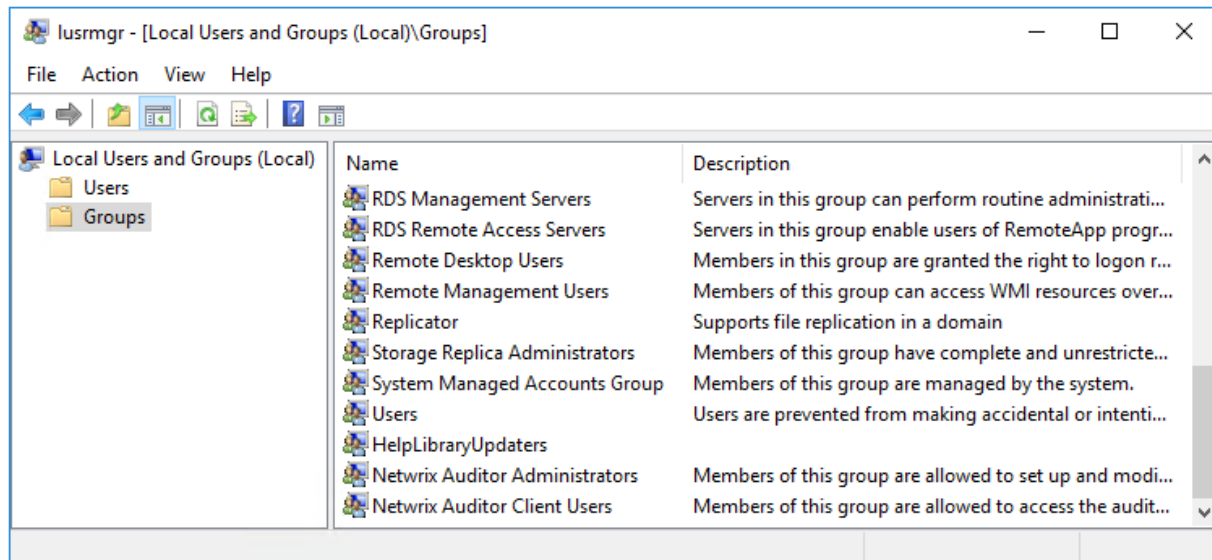 lusrmgr - [Local Users and Groups (Local)\Groups]
File Action View Help
Local Users and Groups (Local)
Users
Groups
Name Description
RDS Management Servers Servers in this group can perform routine administrati...
RDS Remote Access Servers Servers in this group enable users of RemoteApp progr...
Remote Desktop Users Members in this group are granted the right to logon r...
Remote Management Users Members of this group can access WMI resources over...
Replicator Supports file replication in a domain
Storage Replica Administrators Members of this group have complete and unrestricte...
System Managed Accounts Group Members of this group are managed by the system.
Users Users are prevented from making accidental or intenti...
HelpLibraryUpdaters
Netwrix Auditor Administrators Members of this group are allowed to set up and modi...
Netwrix Auditor Client Users Members of this group are allowed to access the audit...